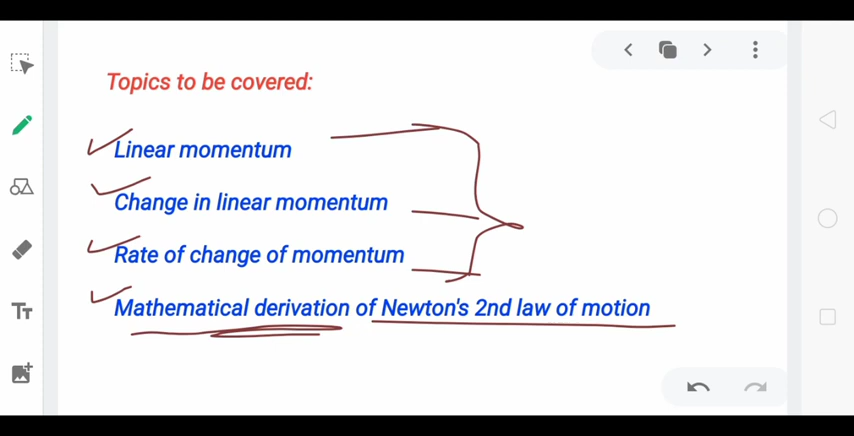 Topics to be covered:
Linear momentum
Change in linear momentum
Rate of change of momentum
Mathematical derivation of Newton's 2nd law of motion
TT